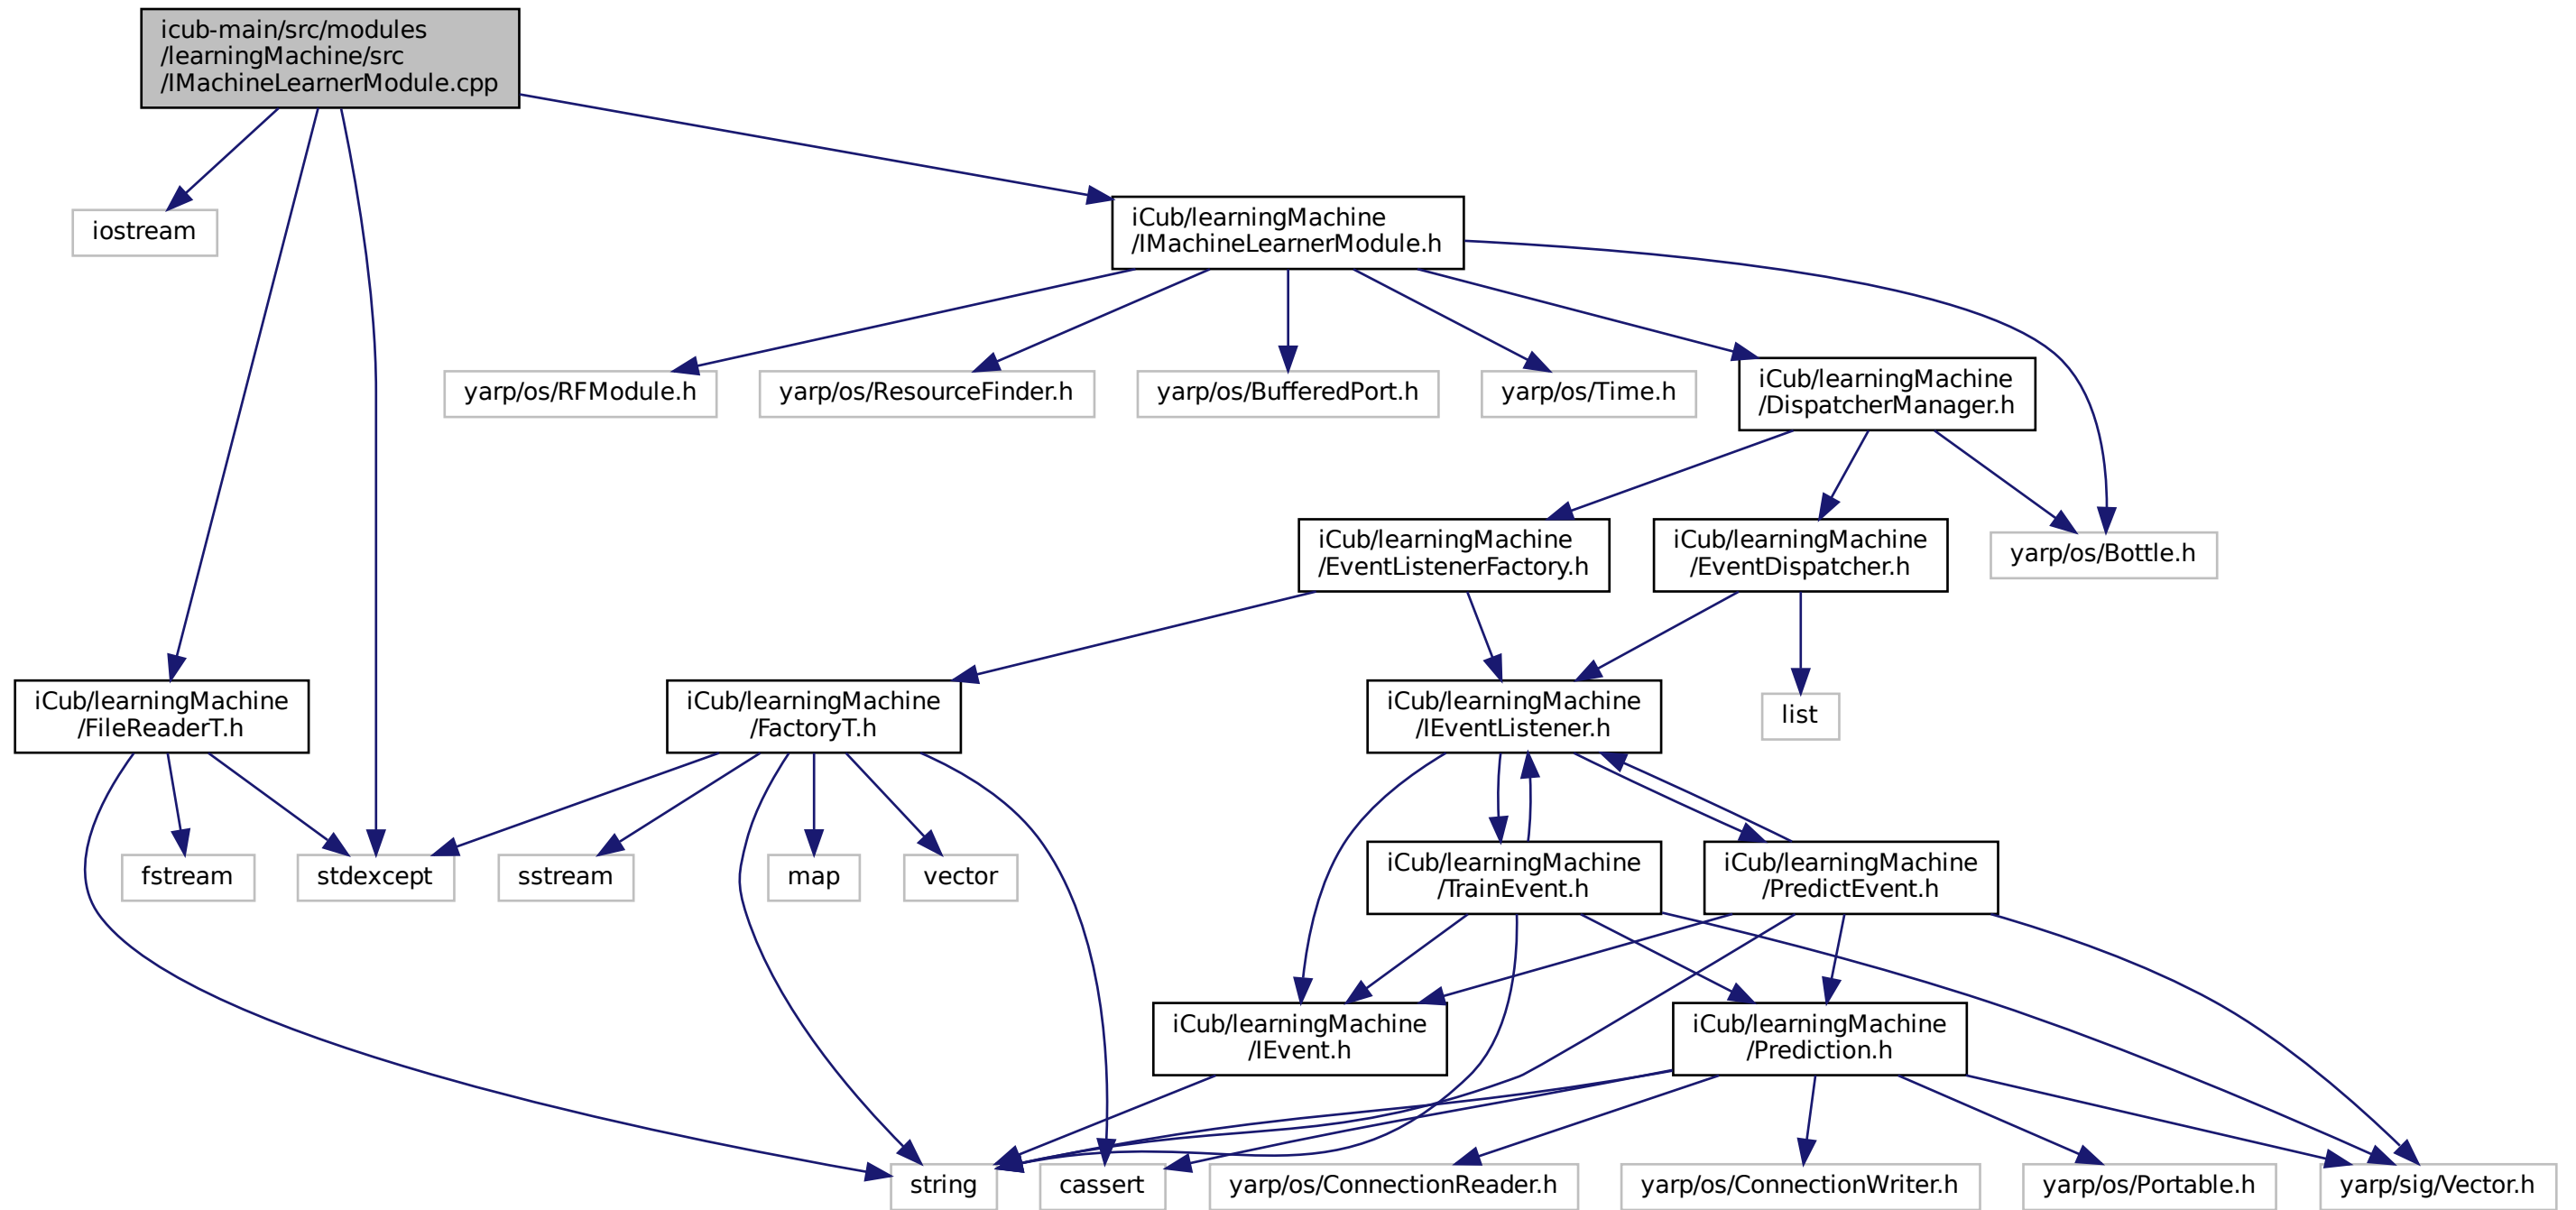 icub-main/src/modules
/learningMachine/src
/IMachineLearnerModule.cpp
iostream
iCub/learningMachine
/IMachineLearnerModule.h
yarp/os/RFModule.h
yarp/os/ResourceFinder.h
yarp/os/BufferedPort.h
yarp/os/Time.h
iCub/learningMachine
/DispatcherManager.h
iCub/learningMachine
/EventListenerFactory.h
iCub/learningMachine
/EventDispatcher.h
yarp/os/Bottle.h
iCub/learningMachine
/FileReaderT.h
iCub/learningMachine
/FactoryT.h
iCub/learningMachine
/IEventListener.h
list
fstream
stdexcept
sstream
map
vector
iCub/learningMachine
/TrainEvent.h
iCub/learningMachine
/PredictEvent.h
iCub/learningMachine
/IEvent.h
iCub/learningMachine
/Prediction.h
string
cassert
yarp/os/ConnectionReader.h
yarp/os/ConnectionWriter.h
yarp/os/Portable.h
yarp/sig/Vector.h